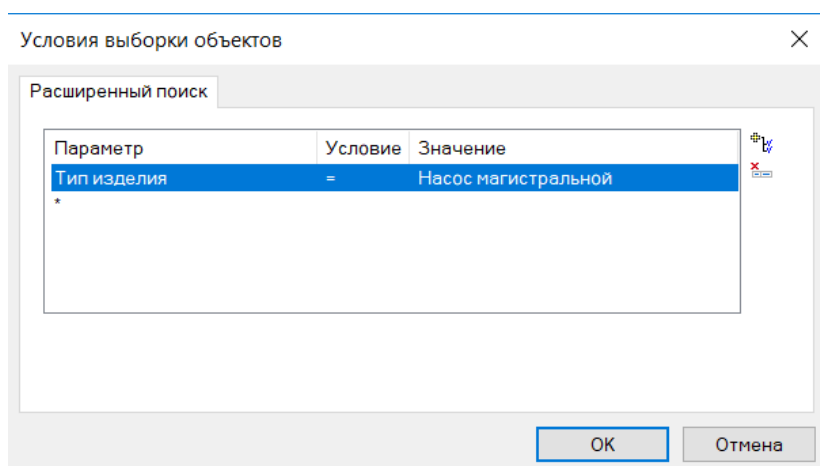 Условия выборки объектов
Расширенный поиск
Параметр Условие Значение
Тип изделия = Насос магистральной
*
OK Отмена